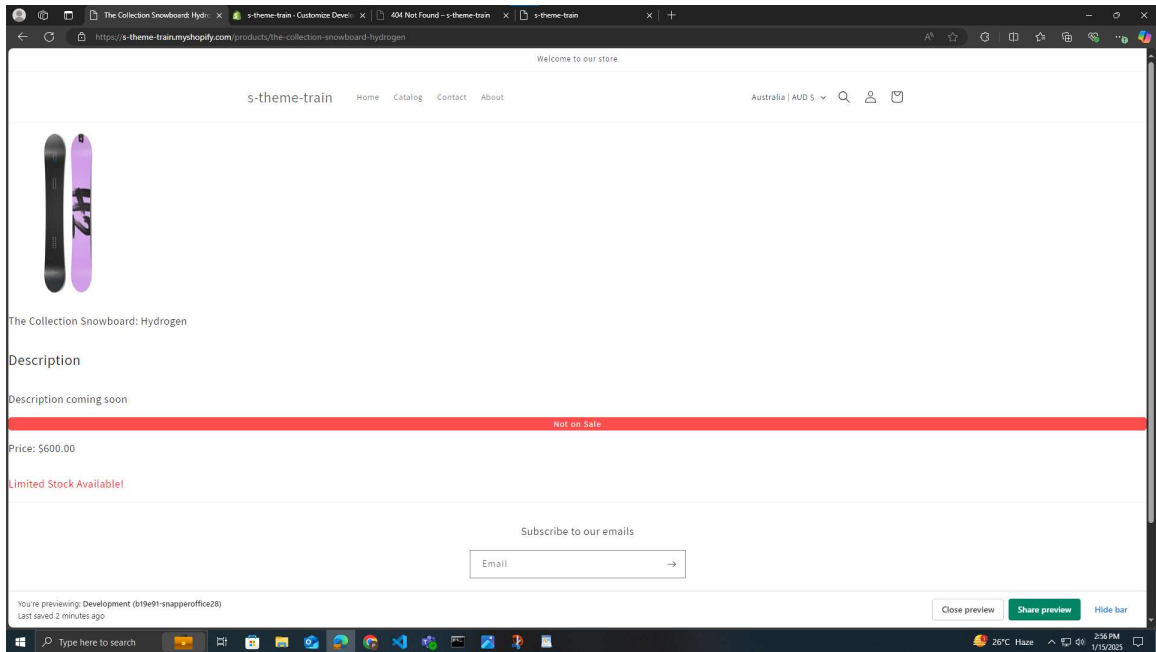 The Collection Snowboard: Hydro
s-theme-train - Customize Develo
404 Not Found – s-theme-train
s-theme-train
https://s-theme-train.myshopify.com/products/the-collection-snowboard-hydrogen
Welcome to our store
s-theme-train
Home Catalog Contact About
Australia | AUD $
H2
The Collection Snowboard: Hydrogen
Description
Description coming soon
Not on Sale
Price: $600.00
Limited Stock Available!
Subscribe to our emails
Email
You're previewing: Development (b19e91-snapperoffice28)
Last saved 2 minutes ago
Close preview
Share preview
Hide bar
Type here to search
26°C Haze
2:56 PM
1/15/2025